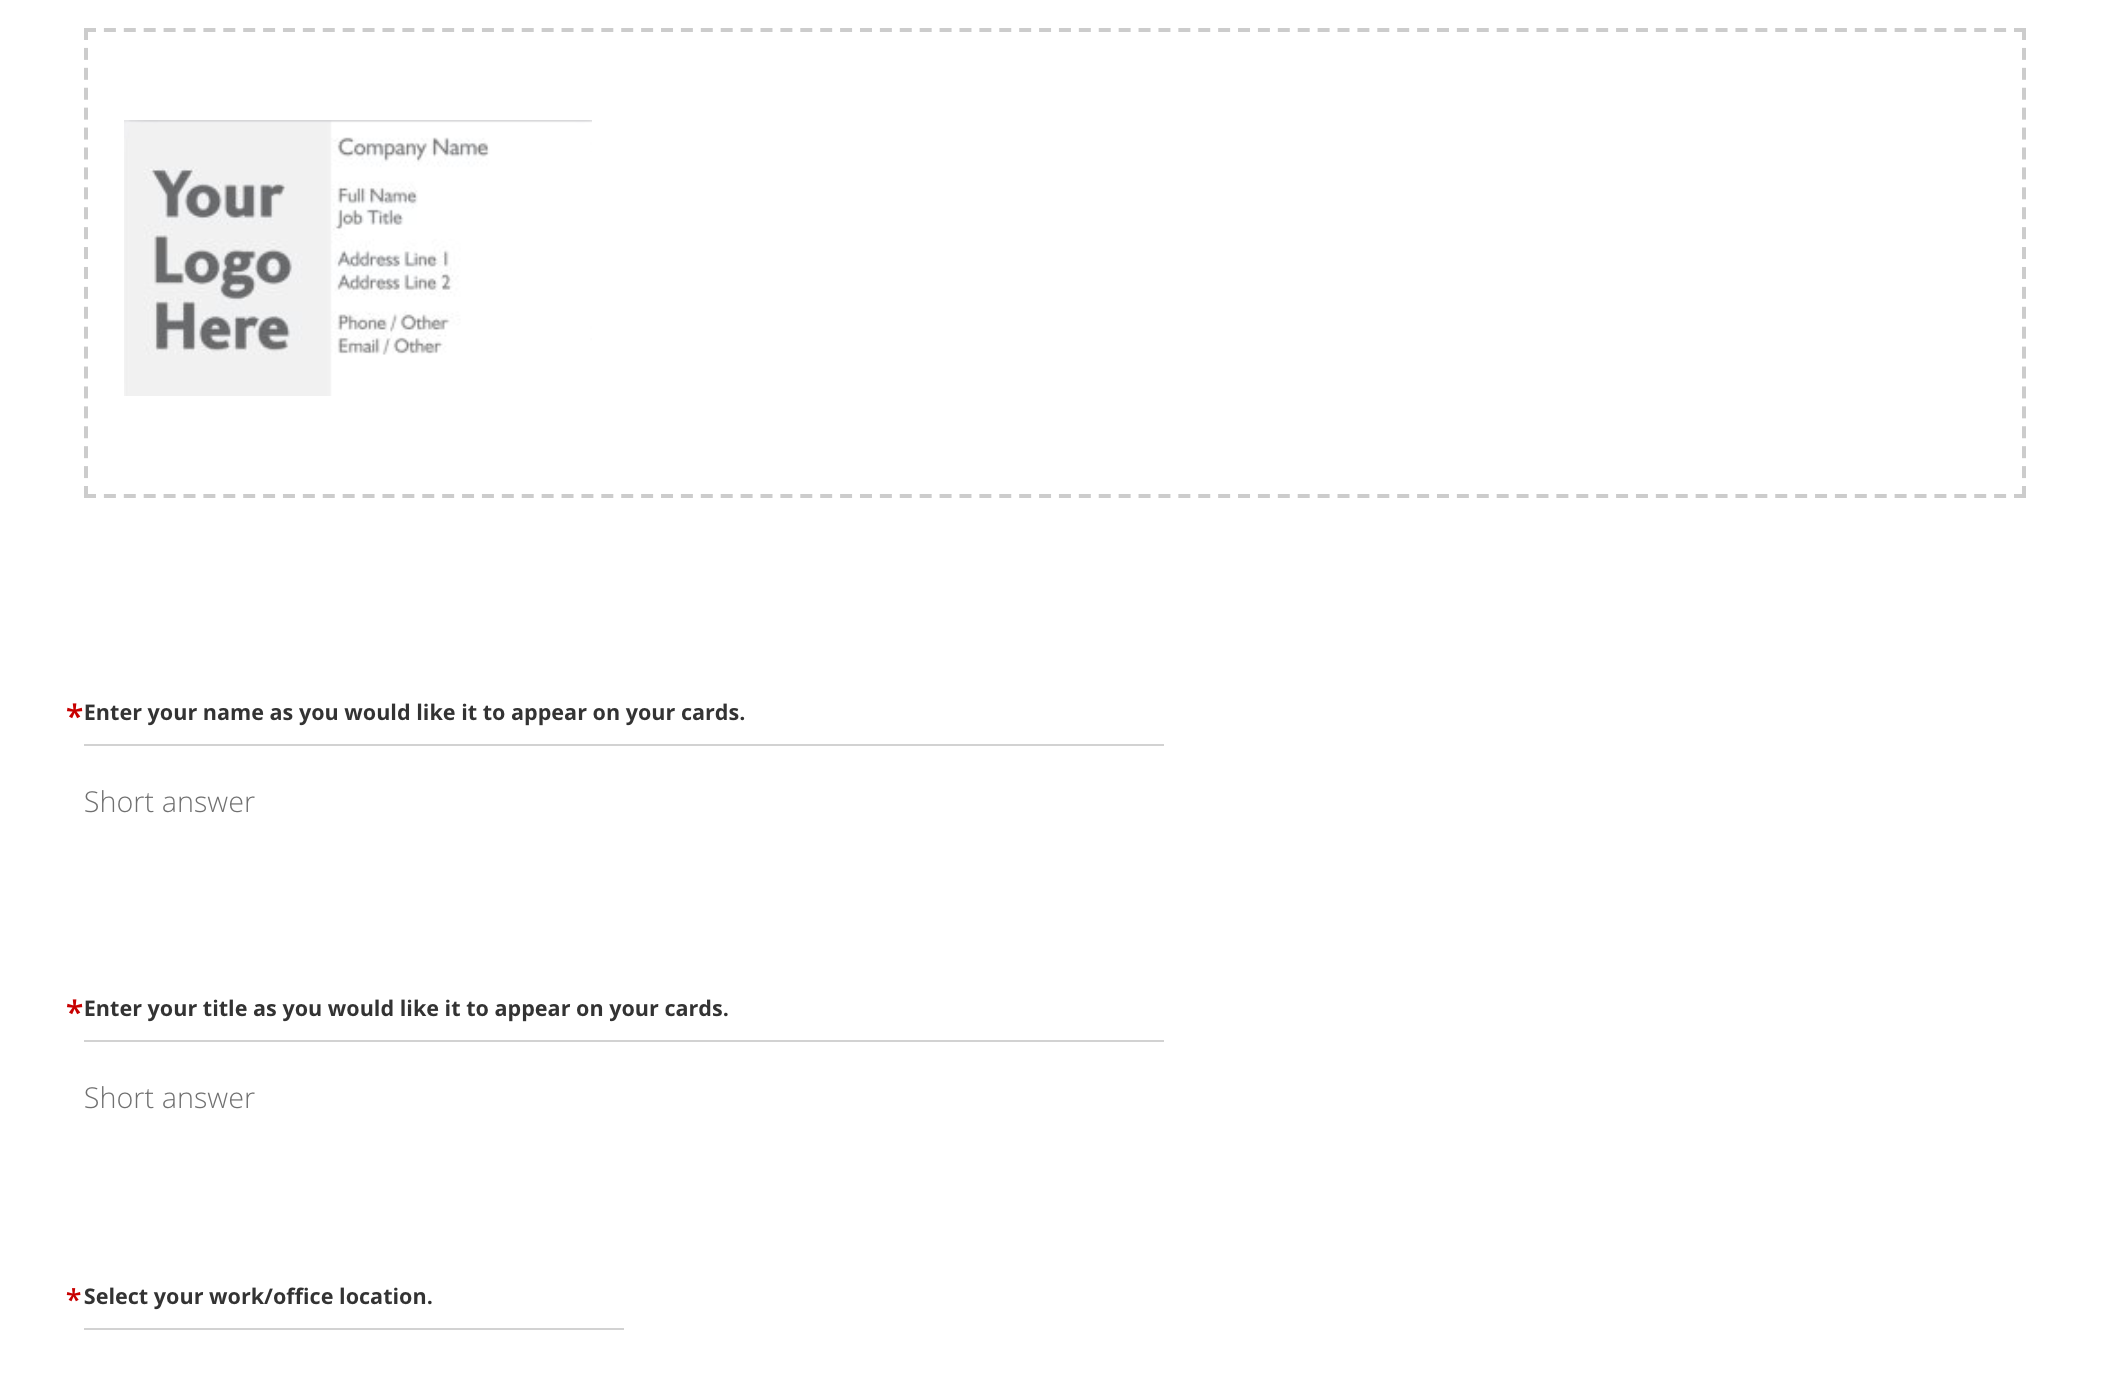 Your
Logo
Here
Company Name
Full Name
Job Title
Address Line 1
Address Line 2
Phone / Other
Email / Other
*Enter your name as you would like it to appear on your cards.
Short answer
*Enter your title as you would like it to appear on your cards.
Short answer
*Select your work/office location.